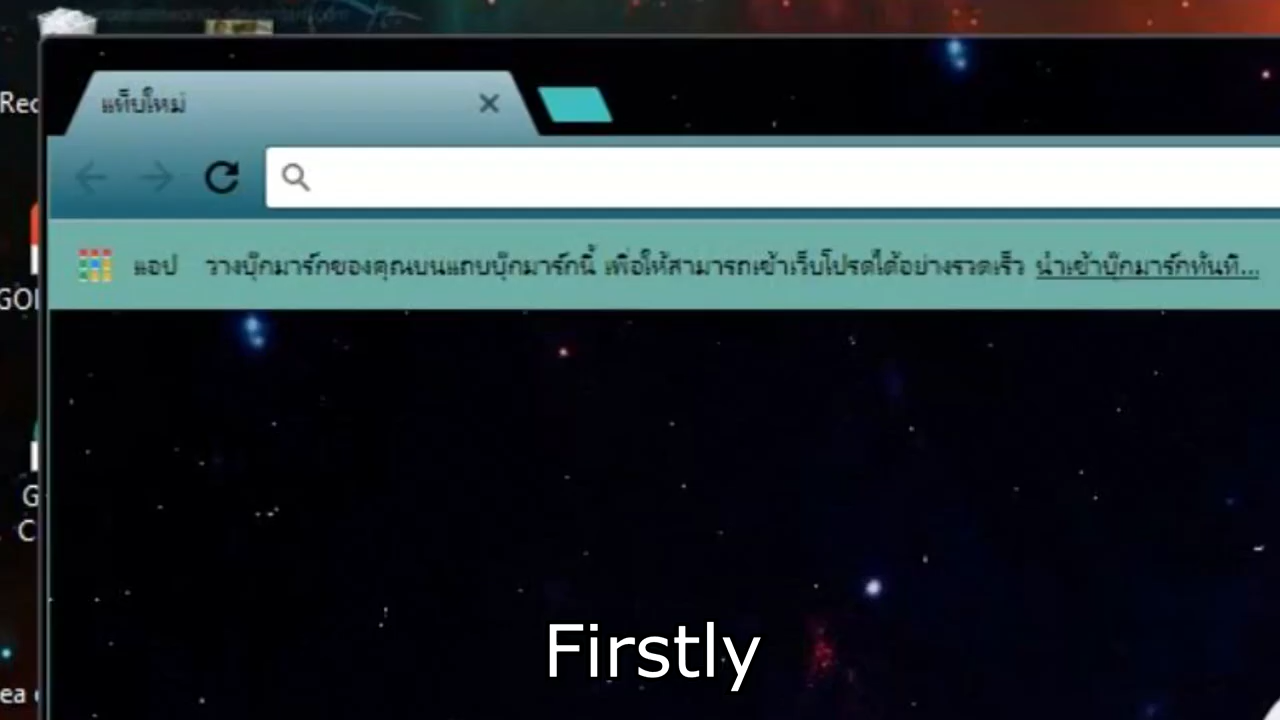 Rec
แท็บใหม่
แอป วางบุ๊กมาร์กของคุณบนแถบบุ๊กมาร์กนี้ เพื่อให้สามารถเข้าเว็บโปรดได้อย่างรวดเร็ว นำเข้าบุ๊กมาร์กทันที...
GOI
G
C
Firstly
ea